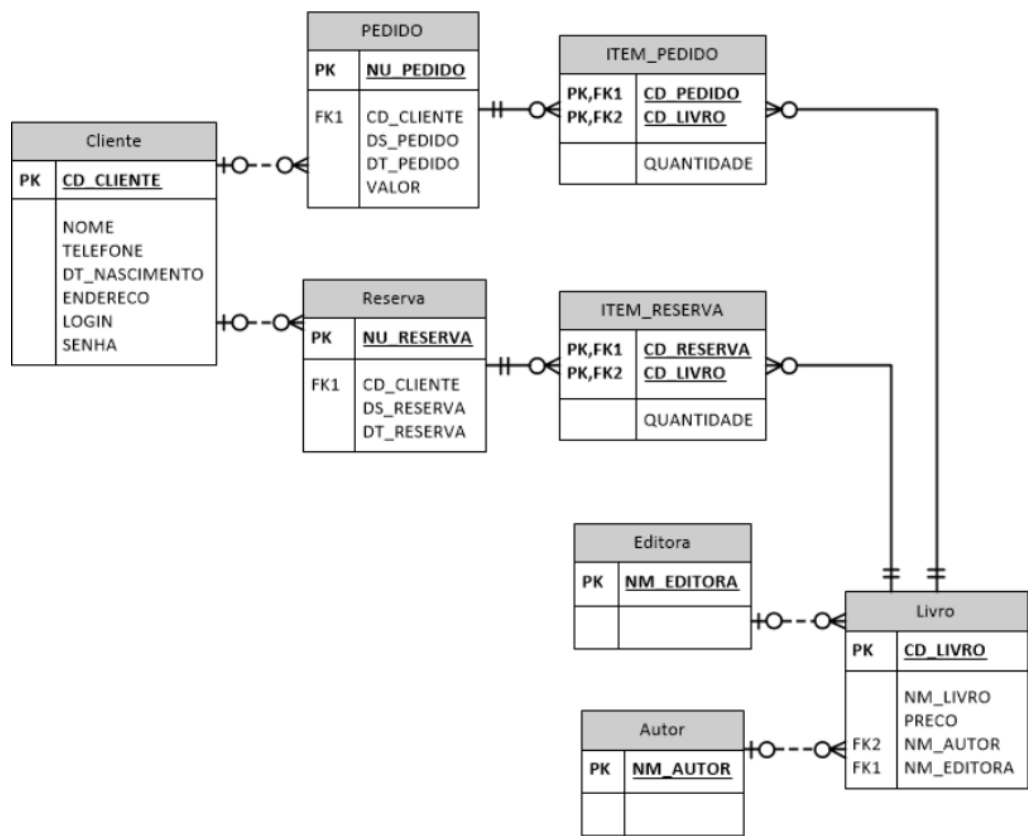 PEDIDO
PK NU_PEDIDO
FK1 CD_CLIENTE
DS_PEDIDO
DT_PEDIDO
VALOR
ITEM_PEDIDO
PK,FK1 CD_PEDIDO
PK,FK2 CD_LIVRO
QUANTIDADE
Cliente
PK CD_CLIENTE
NOME
TELEFONE
DT_NASCIMENTO
ENDERECO
LOGIN
SENHA
Reserva
PK NU_RESERVA
FK1 CD_CLIENTE
DS_RESERVA
DT_RESERVA
ITEM_RESERVA
PK,FK1 CD_RESERVA
PK,FK2 CD_LIVRO
QUANTIDADE
Editora
PK NM_EDITORA
Livro
PK CD_LIVRO
NM_LIVRO
PRECO
FK2 NM_AUTOR
FK1 NM_EDITORA
Autor
PK NM_AUTOR